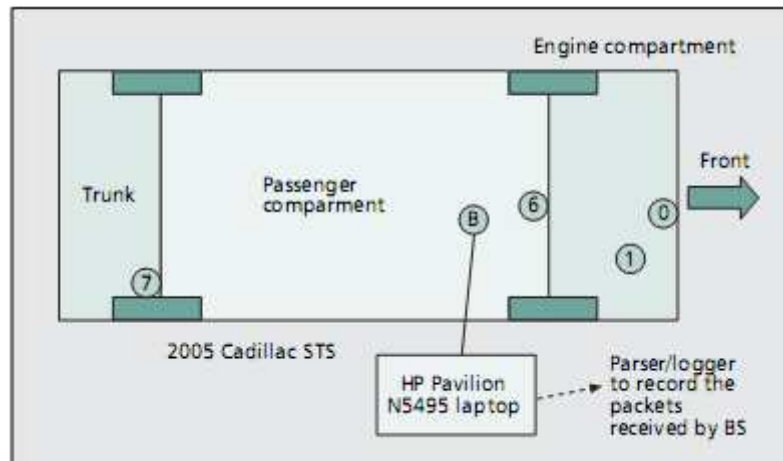 Engine compartment
Front
Trunk
Passenger
comparment
B
6
0
1
7
2005 Cadillac STS
HP Pavilion
N5495 laptop
Parser/logger
to record the
packets
received by BS